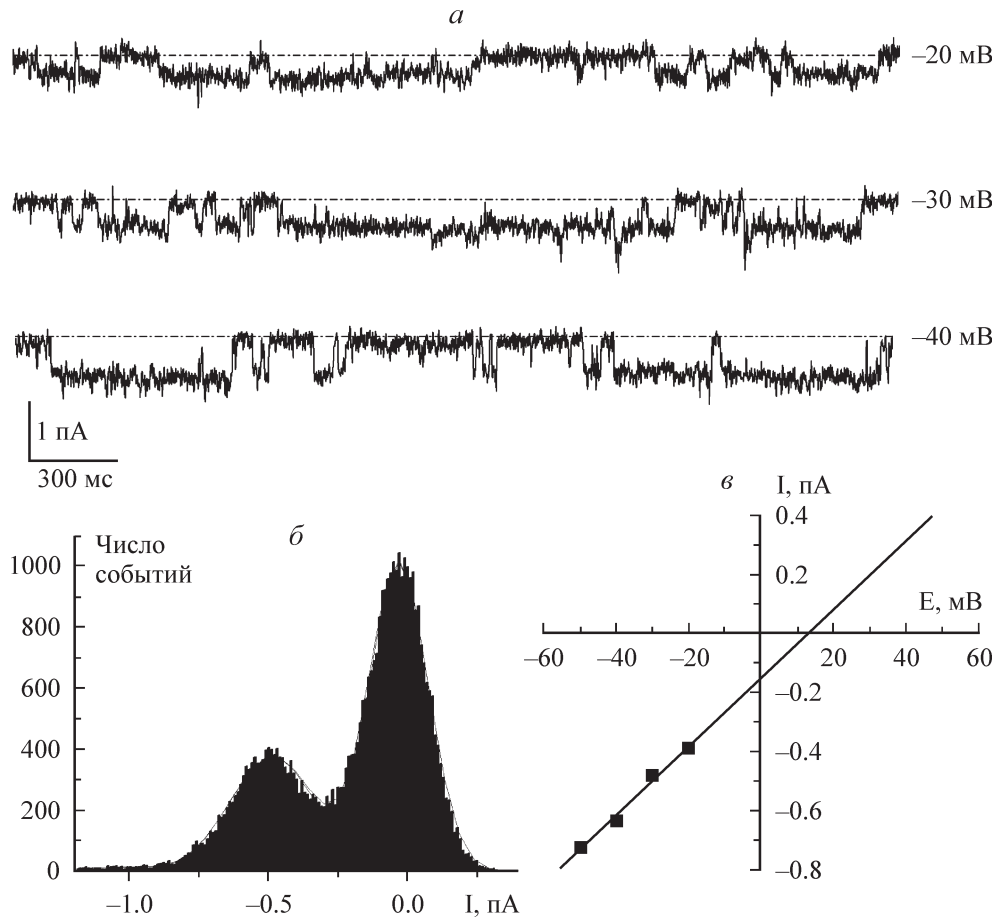 а
–20 мВ
–30 мВ
–40 мВ
1 пА
300 мс
б
Число
событий
1000
800
600
400
200
0
–1.0 –0.5 0.0 I, пА
в
I, пА
0.4
0.2
E, мВ
–60 –40 –20 20 40 60
–0.2
–0.4
–0.6
–0.8